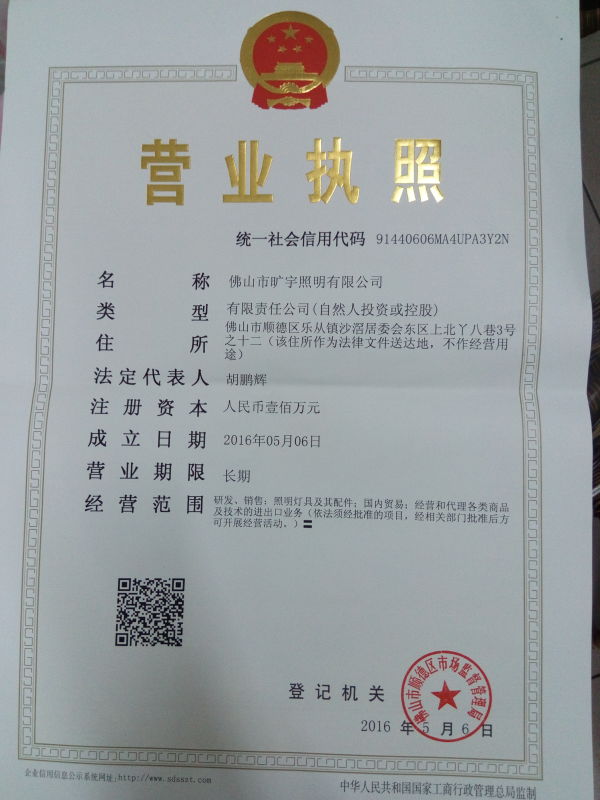 营业执照
统一社会信用代码 91440606MA4UPA3Y2N
名称 佛山市旷宇照明有限公司
类型 有限责任公司(自然人投资或控股)
住所 佛山市顺德区乐从镇沙滘居委会东区上北丫八巷3号
之十二（该住所作为法律文件送达地，不作经营用
途）
法定代表人 胡鹏辉
注册资本 人民币壹佰万元
成立日期 2016年05月06日
营业期限 长期
经营范围 研发、销售：照明灯具及其配件；国内贸易；经营和代理各类商品
及技术的进出口业务（依法须经批准的项目，经相关部门批准后方
可开展经营活动。）〓
登记机关
佛山市顺德区市场监督管理局
2016年5月6日
企业信用信息公示系统网址:http://www.sdsszt.com
中华人民共和国国家工商行政管理总局监制